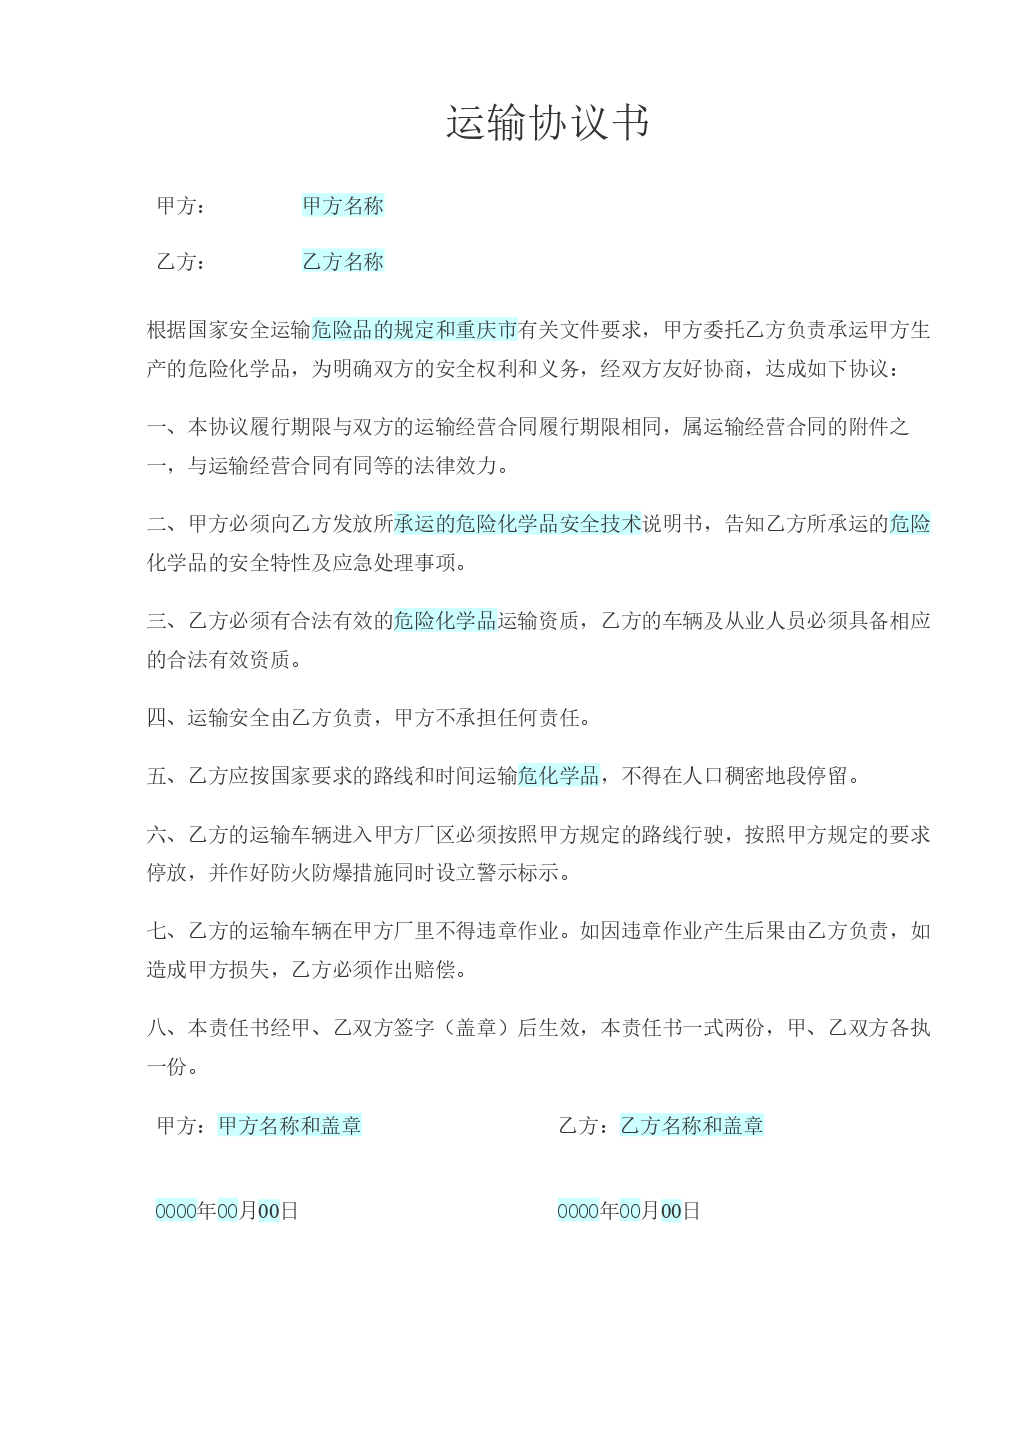 运输协议书
甲方： 甲方名称
乙方： 乙方名称
根据国家安全运输危险品的规定和重庆市有关文件要求，甲方委托乙方负责承运甲方生
产的危险化学品，为明确双方的安全权利和义务，经双方友好协商，达成如下协议：
一、本协议履行期限与双方的运输经营合同履行期限相同，属运输经营合同的附件之
一，与运输经营合同有同等的法律效力。
二、甲方必须向乙方发放所承运的危险化学品安全技术说明书，告知乙方所承运的危险
化学品的安全特性及应急处理事项。
三、乙方必须有合法有效的危险化学品运输资质，乙方的车辆及从业人员必须具备相应
的合法有效资质。
四、运输安全由乙方负责，甲方不承担任何责任。
五、乙方应按国家要求的路线和时间运输危化学品，不得在人口稠密地段停留。
六、乙方的运输车辆进入甲方厂区必须按照甲方规定的路线行驶，按照甲方规定的要求
停放，并作好防火防爆措施同时设立警示标示。
七、乙方的运输车辆在甲方厂里不得违章作业。如因违章作业产生后果由乙方负责，如
造成甲方损失，乙方必须作出赔偿。
八、本责任书经甲、乙双方签字（盖章）后生效，本责任书一式两份，甲、乙双方各执
一份。
甲方：甲方名称和盖章 乙方：乙方名称和盖章
0000年00月00日 0000年00月00日